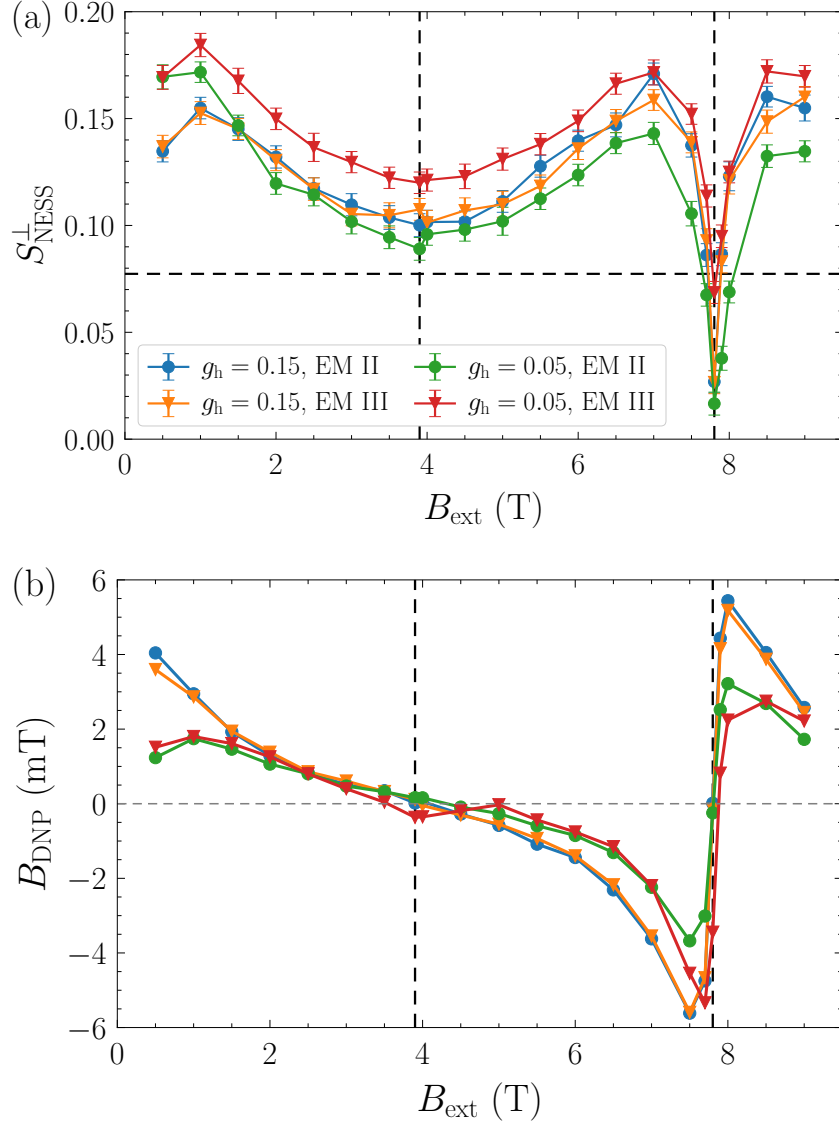 (a)
0.20
0.15
0.10
0.05
0.00
S⊥NESS
g_h = 0.15, EM II
g_h = 0.05, EM II
g_h = 0.15, EM III
g_h = 0.05, EM III
0 2 4 6 8
B_ext (T)
(b)
6
4
2
0
−2
−4
−6
B_DNP (mT)
0 2 4 6 8
B_ext (T)